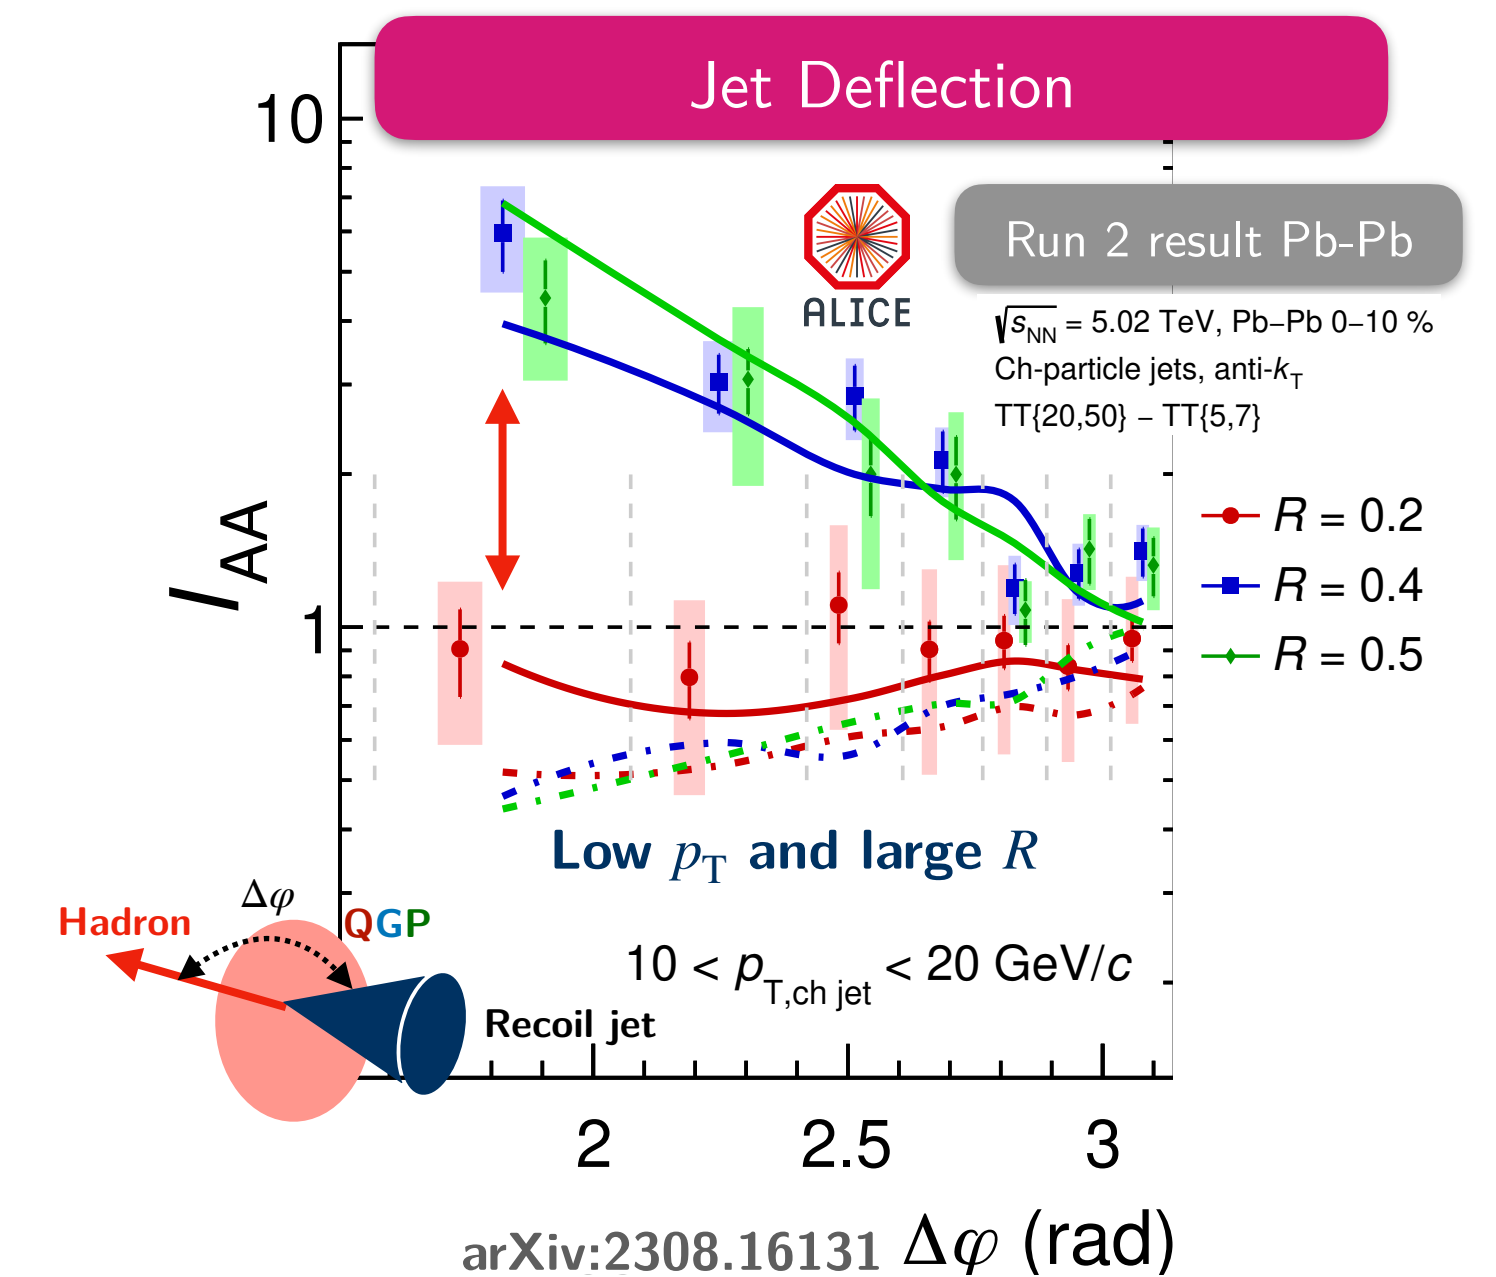 Jet Deflection
10
Run 2 result Pb-Pb
ALICE
√sNN = 5.02 TeV, Pb–Pb 0–10 %
Ch-particle jets, anti-kT
TT{20,50} – TT{5,7}
IAA
R = 0.2
R = 0.4
R = 0.5
1
Low pT and large R
Δφ
Hadron
QGP
10 < pT,ch jet < 20 GeV/c
Recoil jet
2 2.5 3
arXiv:2308.16131 Δφ (rad)